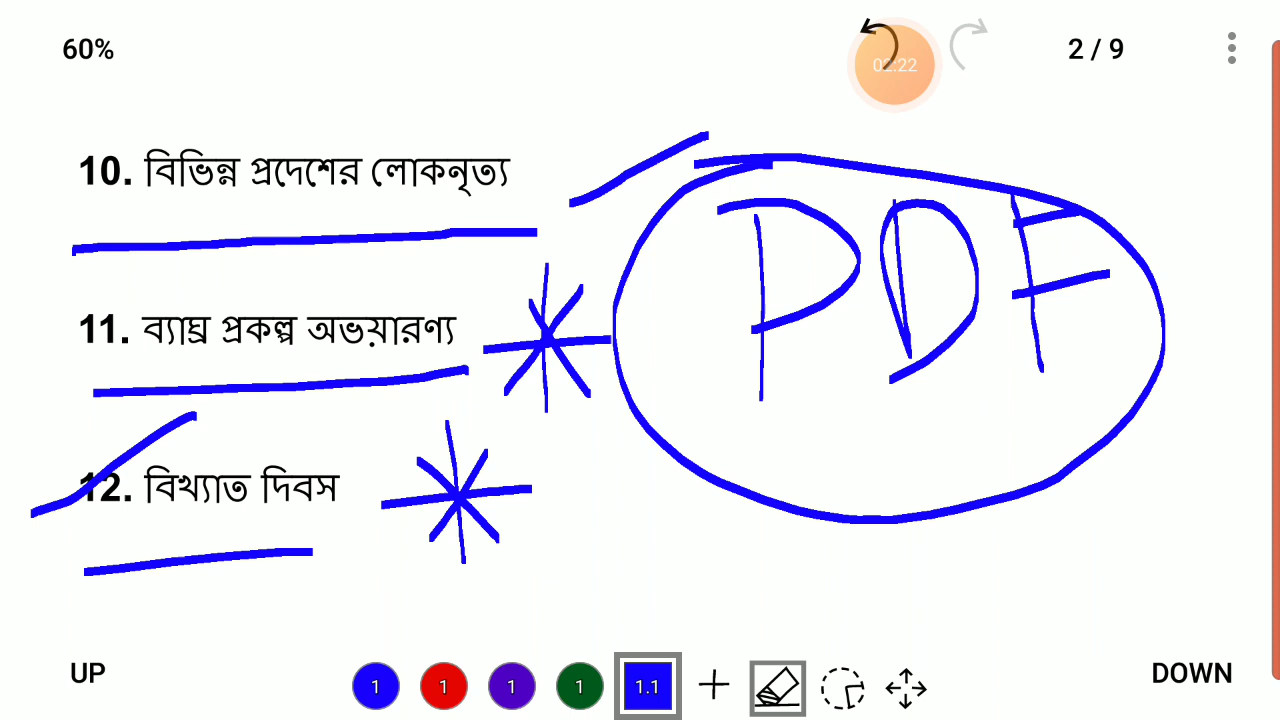 60%
02:22
2 / 9
10. বিভিন্ন প্রদেশের লোকনৃত্য
PDF
11. ব্যাঘ্র প্রকল্প অভয়ারণ্য
12. বিখ্যাত দিবস
UP
1 1 1 1 1.1
DOWN